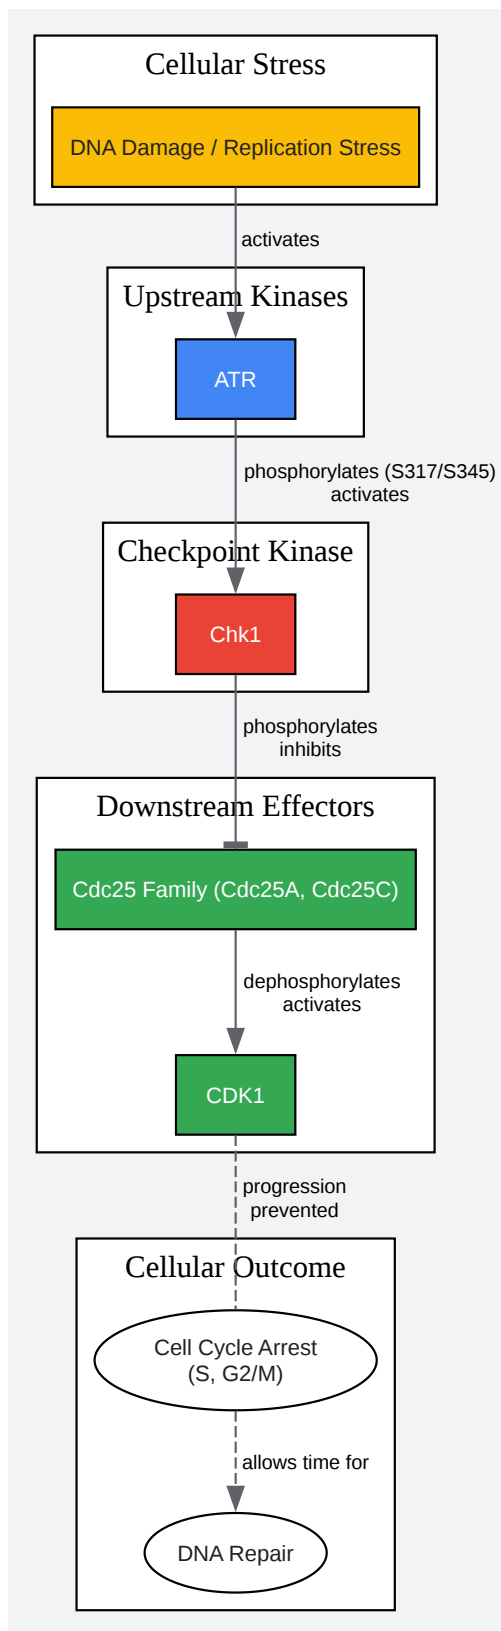 Cellular Stress
DNA Damage / Replication Stress
activates
Upstream Kinases
ATR
phosphorylates (S317/S345)
activates
Checkpoint Kinase
Chk1
phosphorylates
inhibits
Downstream Effectors
Cdc25 Family (Cdc25A, Cdc25C)
dephosphorylates
activates
CDK1
progression
prevented
Cellular Outcome
Cell Cycle Arrest
(S, G2/M)
allows time for
DNA Repair